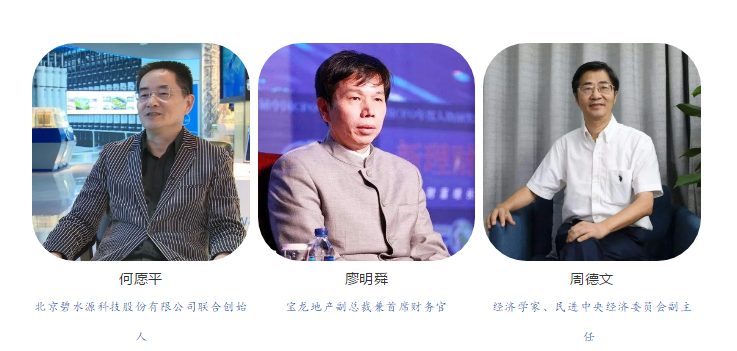 何愿平
北京碧水源科技股份有限公司联合创始
人
廖明舜
宝龙地产副总裁兼首席财务官
周德文
经济学家、民进中央经济委员会副主
任